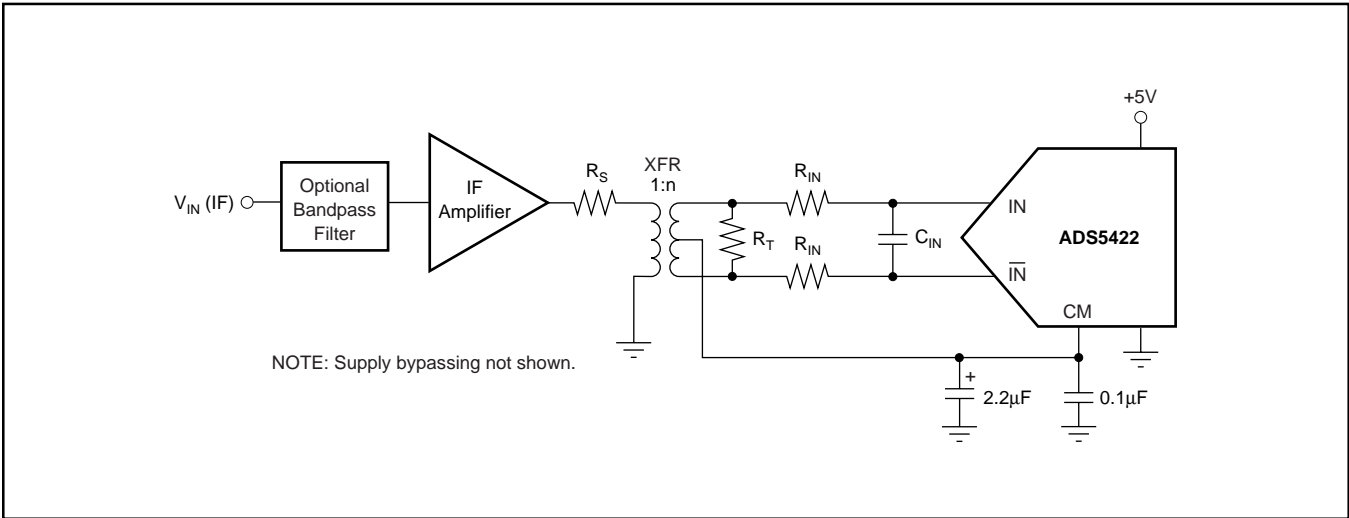 +5V
V_IN (IF)
Optional
Bandpass
Filter
IF
Amplifier
R_S
XFR
1:n
R_T
R_IN
R_IN
C_IN
IN
I̅N̅
ADS5422
CM
2.2µF
+
0.1µF
NOTE: Supply bypassing not shown.